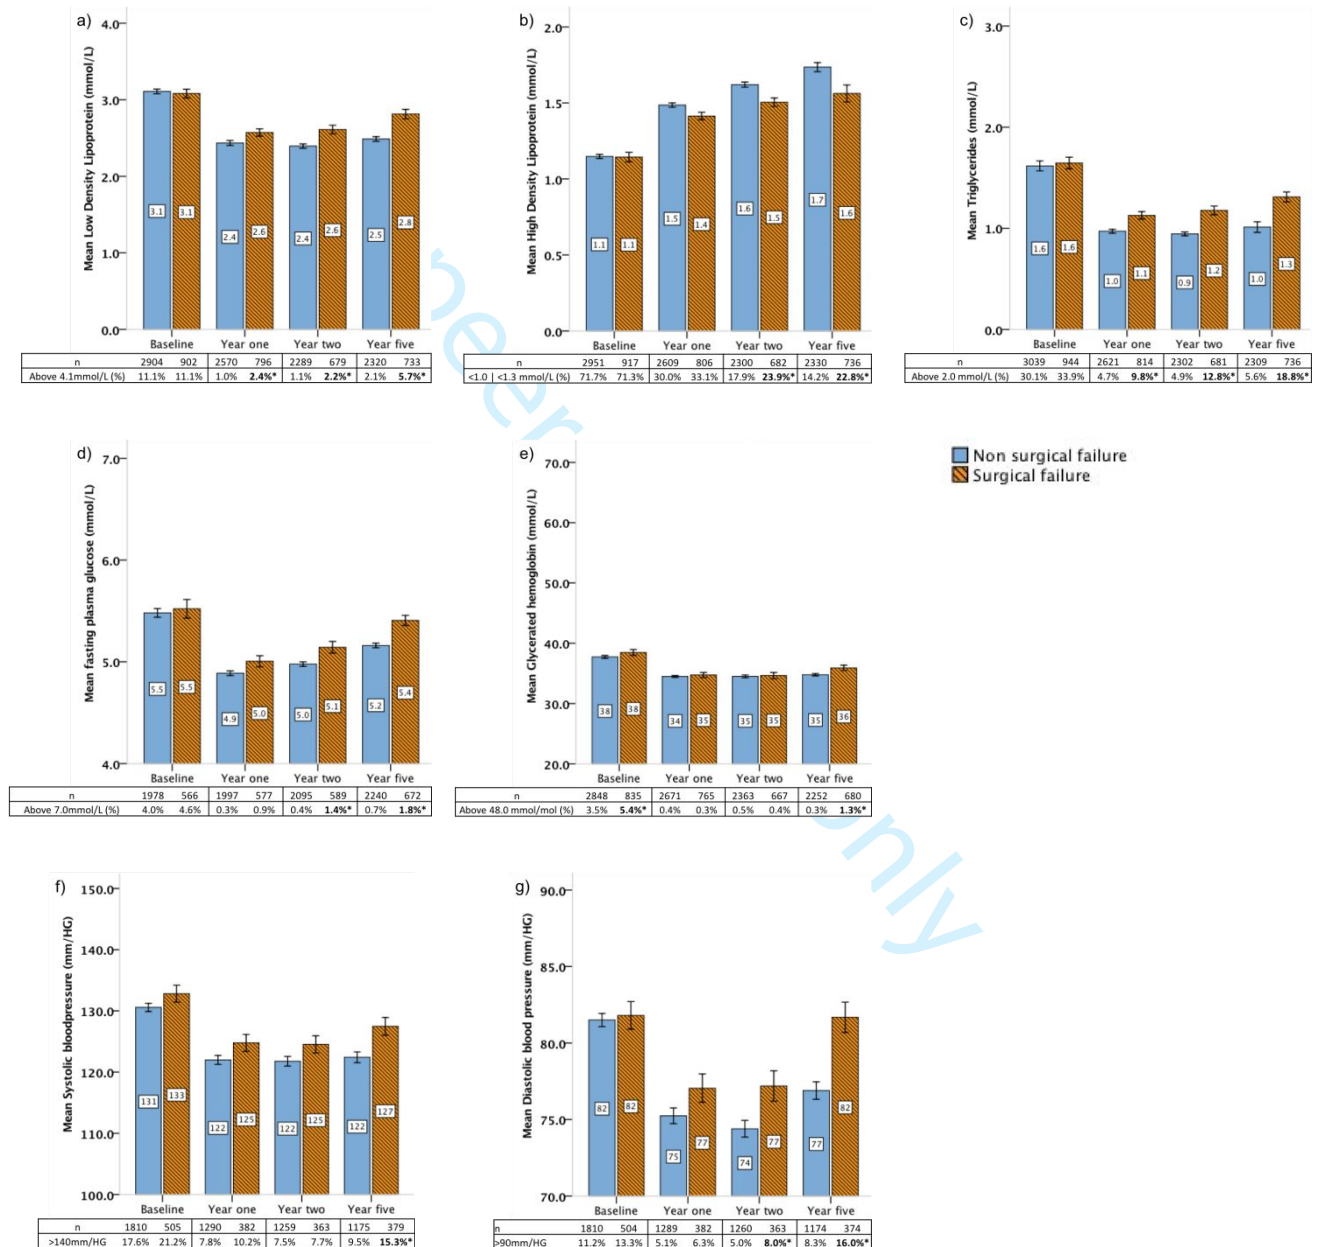 a)
Mean Low Density Lipoprotein (mmol/L)
4.0
3.0
2.0
1.0
0.0
3.1 3.1 2.4 2.6 2.4 2.6 2.5 2.8
Baseline Year one Year two Year five
n 2904 902 2570 796 2289 679 2320 733
Above 4.1mmol/L (%) 11.1% 11.1% 1.0% 2.4%* 1.1% 2.2%* 2.1% 5.7%*
b)
Mean High Density Lipoprotein (mmol/L)
2.0
1.5
1.0
0.5
0.0
1.1 1.1 1.5 1.4 1.6 1.5 1.7 1.6
Baseline Year one Year two Year five
n 2951 917 2609 806 2300 682 2330 736
<1.0 | <1.3 mmol/L (%) 71.7% 71.3% 30.0% 33.1% 17.9% 23.9%* 14.2% 22.8%*
c)
Mean Triglycerides (mmol/L)
3.0
2.0
1.0
0.0
1.6 1.6 1.0 1.1 0.9 1.2 1.0 1.3
Baseline Year one Year two Year five
n 3039 944 2621 814 2302 681 2309 736
Above 2.0 mmol/L (%) 30.1% 33.9% 4.7% 9.8%* 4.9% 12.8%* 5.6% 18.8%*
d)
Mean fasting plasma glucose (mmol/L)
7.0
6.0
5.0
4.0
5.5 5.5 4.9 5.0 5.0 5.1 5.2 5.4
Baseline Year one Year two Year five
n 1978 566 1997 577 2095 589 2240 672
Above 7.0mmol/L (%) 4.0% 4.6% 0.3% 0.9% 0.4% 1.4%* 0.7% 1.8%*
e)
Mean Glycerated hemoglobin (mmol/L)
70.0
60.0
50.0
40.0
30.0
20.0
38 38 34 35 35 35 35 36
Baseline Year one Year two Year five
n 2848 835 2671 765 2363 667 2252 680
Above 48.0 mmol/mol (%) 3.5% 5.4%* 0.4% 0.3% 0.5% 0.4% 0.3% 1.3%*
Non surgical failure
Surgical failure
f)
Mean Systolic bloodpressure (mm/HG)
150.0
140.0
130.0
120.0
110.0
100.0
131 133 122 125 122 125 122 127
Baseline Year one Year two Year five
n 1810 505 1290 382 1259 363 1175 379
>140mm/HG 17.6% 21.2% 7.8% 10.2% 7.5% 7.7% 9.5% 15.3%*
g)
Mean Diastolic blood pressure (mm/HG)
90.0
85.0
80.0
75.0
70.0
82 82 75 77 74 77 77 82
Baseline Year one Year two Year five
n 1810 504 1289 382 1260 363 1174 374
>90mm/HG 11.2% 13.3% 5.1% 6.3% 5.0% 8.0%* 8.3% 16.0%*
only